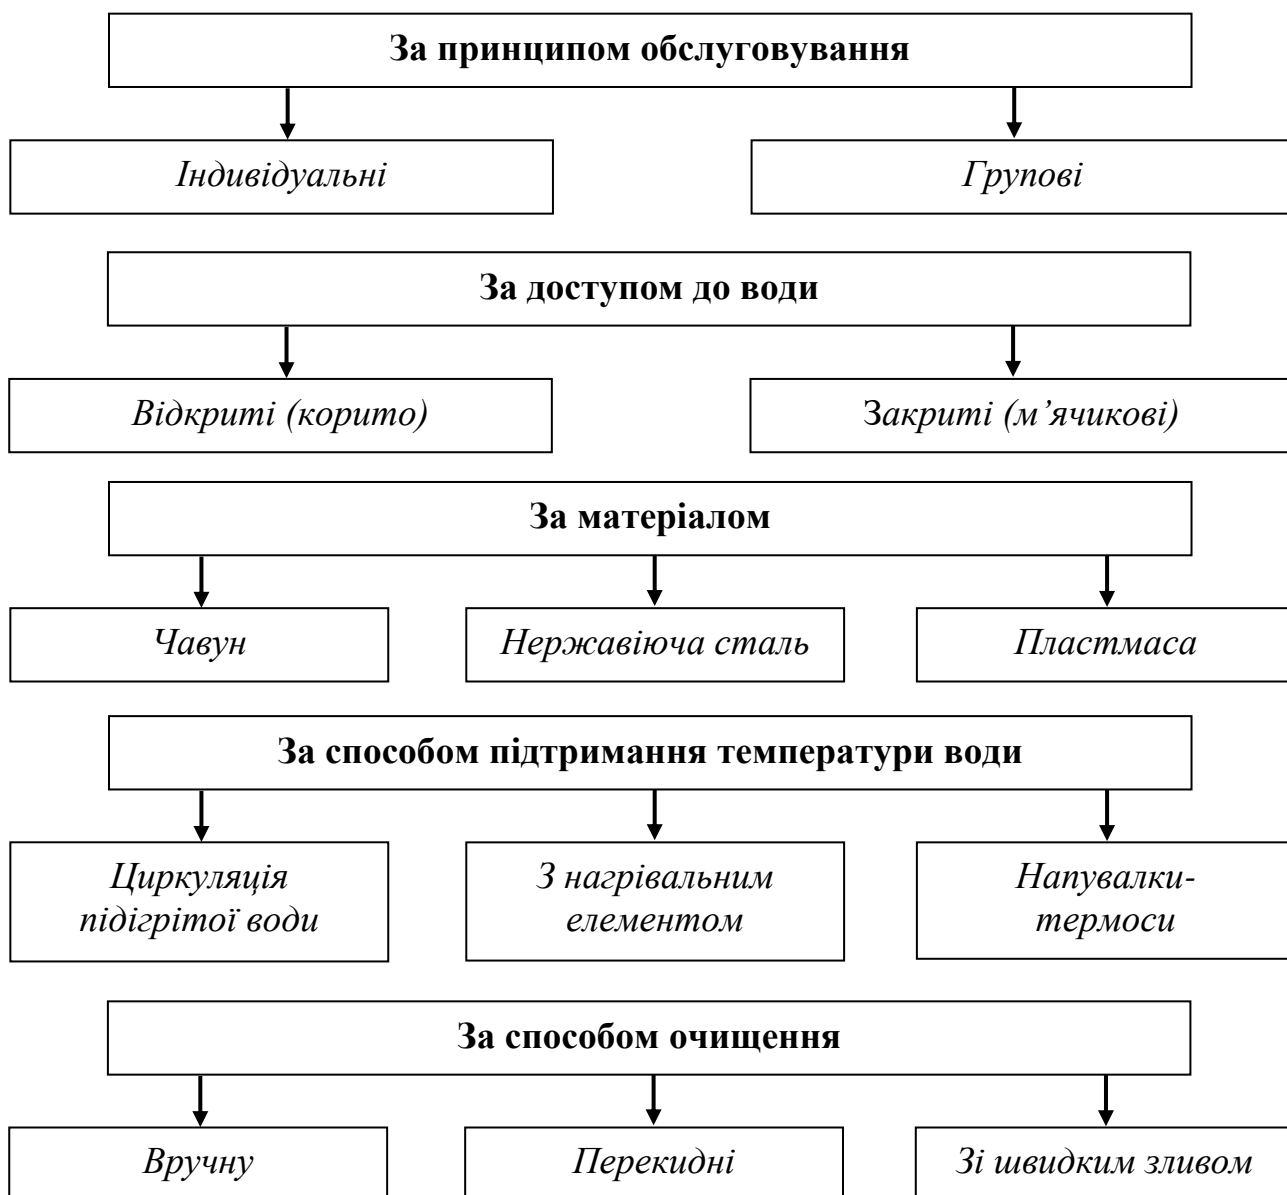 За принципом обслуговування
Індивідуальні
Групові
За доступом до води
Відкриті (корито)
Закриті (м’ячикові)
За матеріалом
Чавун
Нержавіюча сталь
Пластмаса
За способом підтримання температури води
Циркуляція
підігрітої води
З нагрівальним
елементом
Напувалки-
термоси
За способом очищення
Вручну
Перекидні
Зі швидким зливом